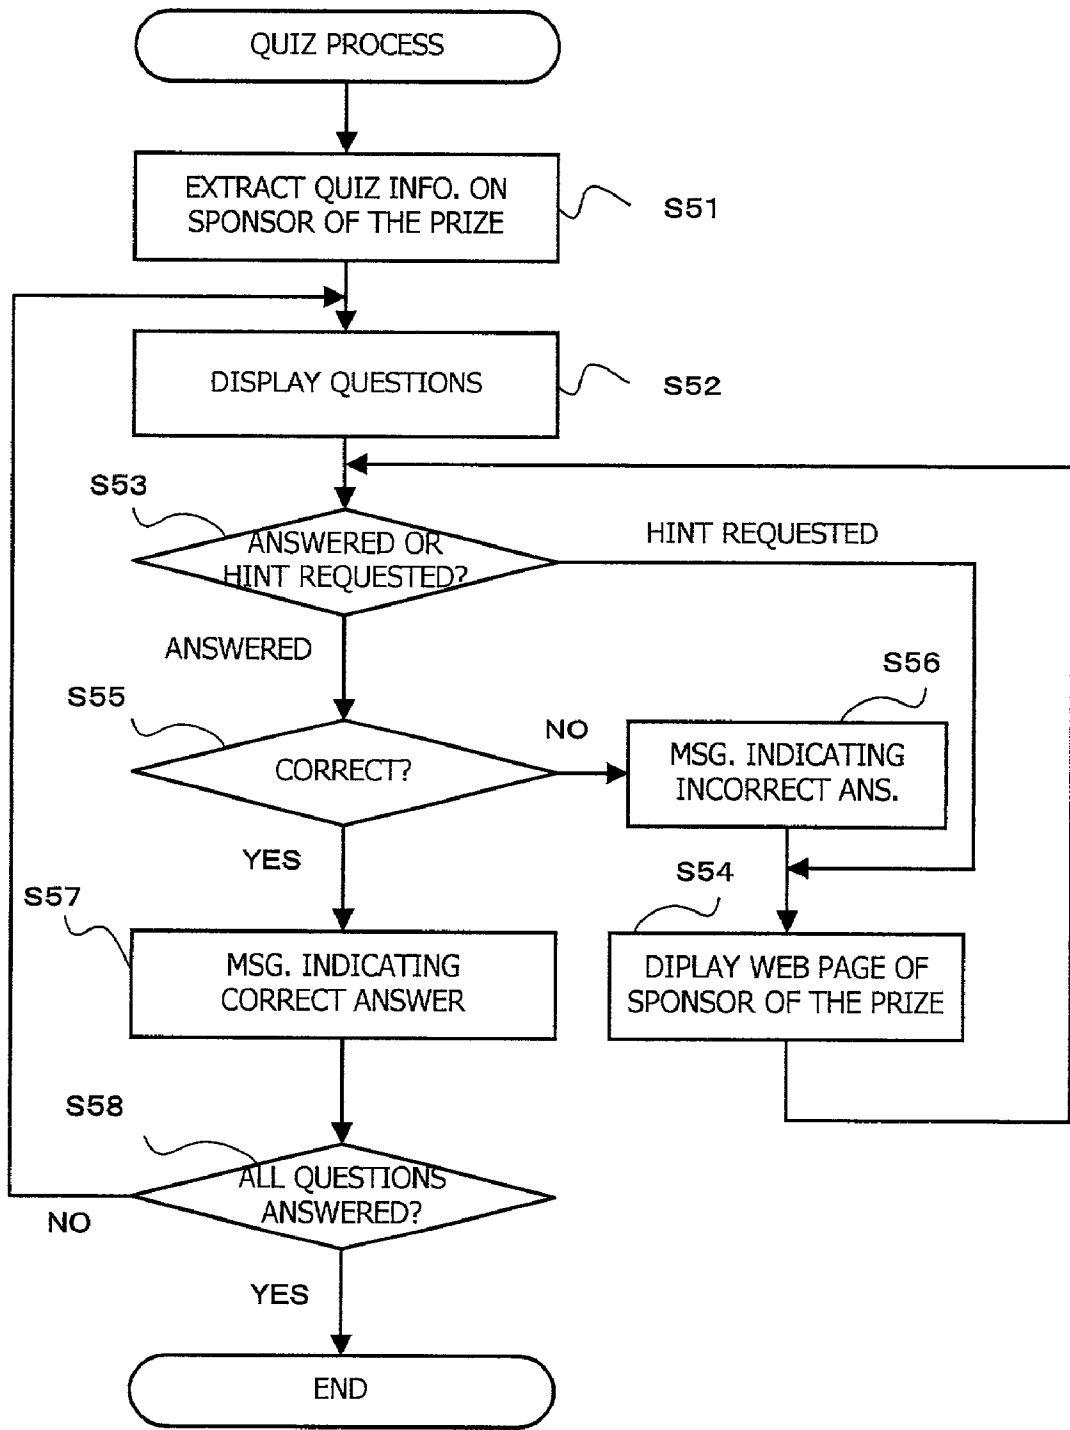 QUIZ PROCESS
EXTRACT QUIZ INFO. ON
SPONSOR OF THE PRIZE
S51
DISPLAY QUESTIONS
S52
S53
ANSWERED OR
HINT REQUESTED?
HINT REQUESTED
ANSWERED
S55
CORRECT?
NO
S56
MSG. INDICATING
INCORRECT ANS.
YES
S54
S57
MSG. INDICATING
CORRECT ANSWER
DIPLAY WEB PAGE OF
SPONSOR OF THE PRIZE
S58
ALL QUESTIONS
ANSWERED?
NO
YES
END